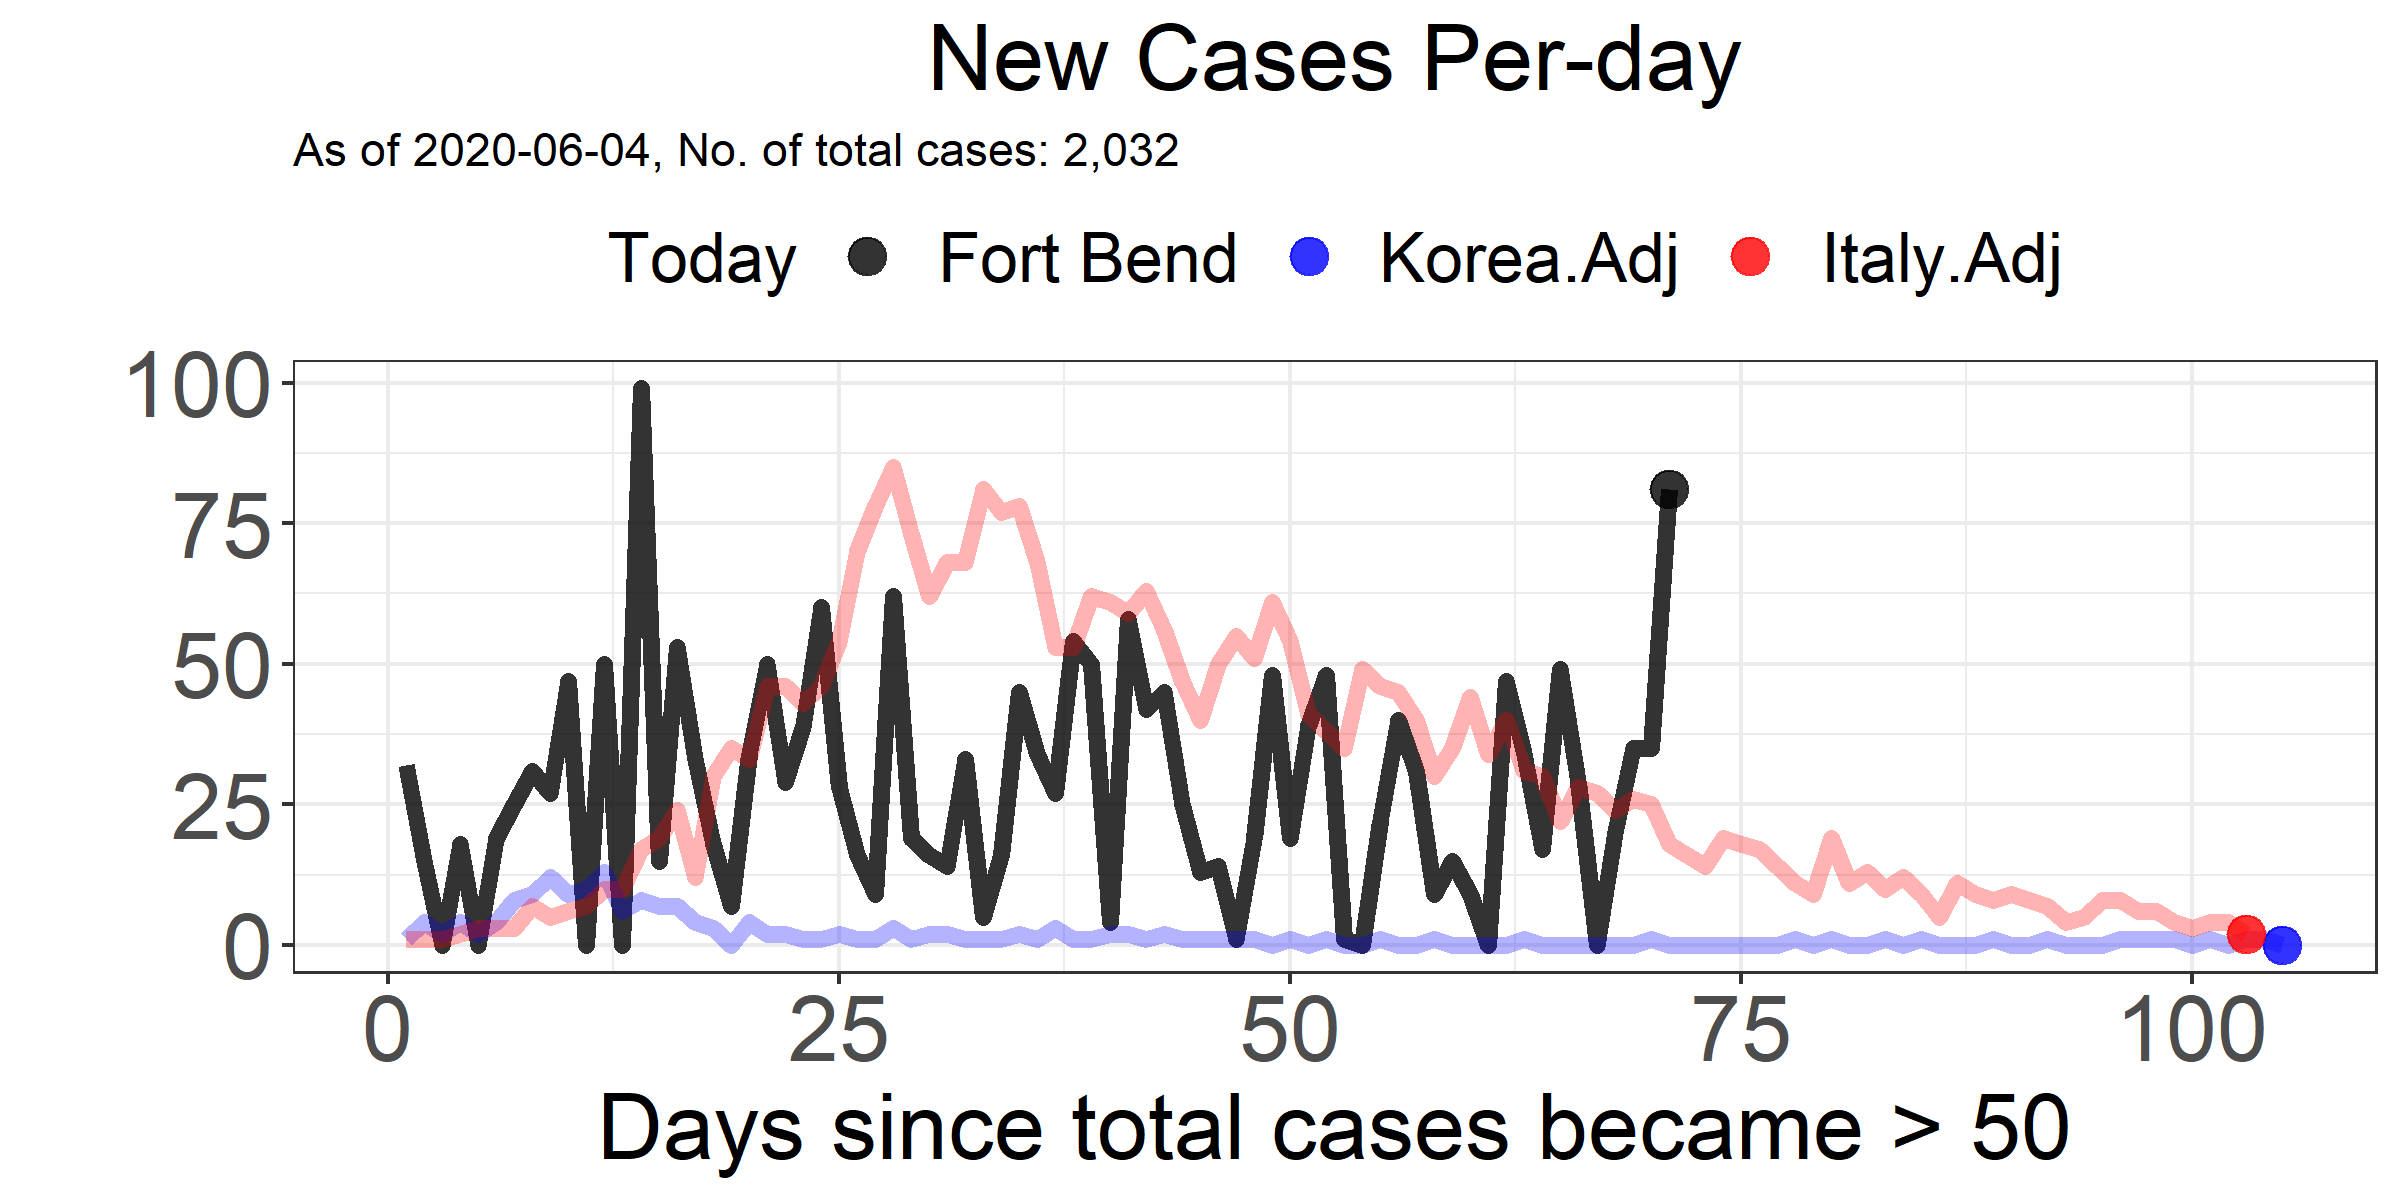 New Cases Per-day
As of 2020-06-04, No. of total cases: 2,032
Today Fort Bend Korea.Adj Italy.Adj
100
75
50
25
0
0 25 50 75 100
Days since total cases became > 50